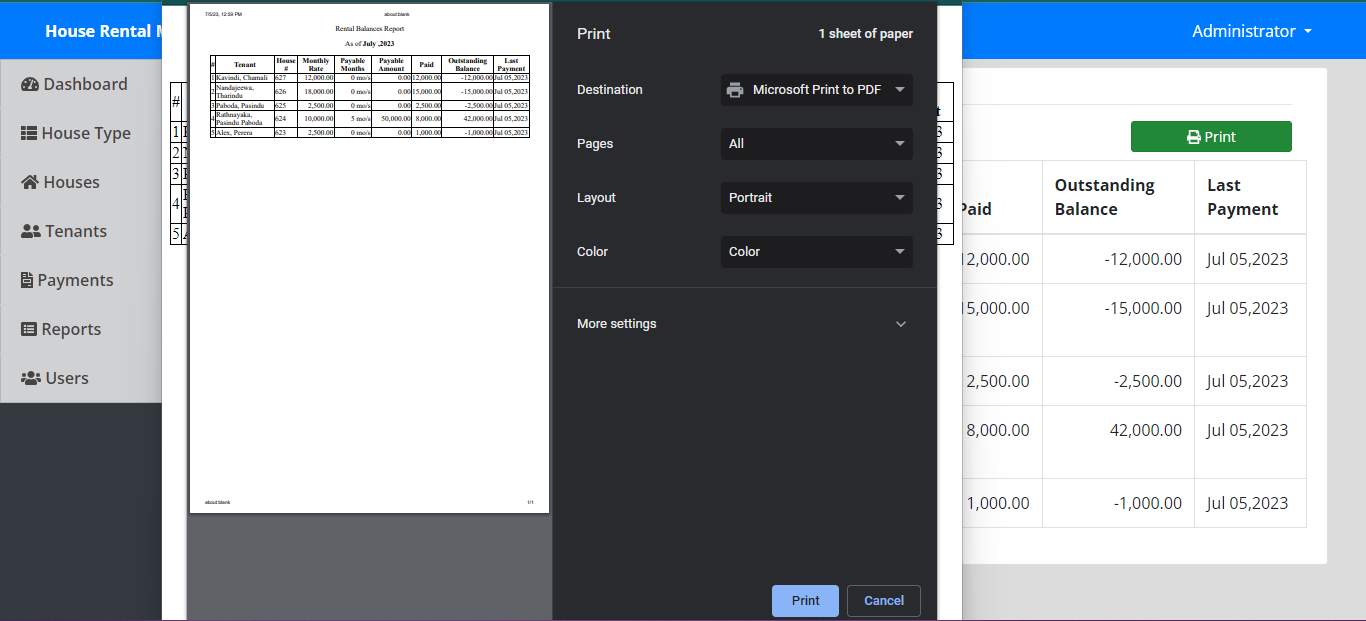 House Rental M
Administrator
Dashboard
House Type
Houses
Tenants
Payments
Reports
Users
#
1
2
3
4
5
7/5/23, 12:59 PM about:blank
Rental Balances Report
As of July ,2023
# Tenant House # Monthly Rate Payable Months Payable Amount Paid Outstanding Balance Last Payment
1 Kavindi, Chamali 627 12,000.00 0 mo/s 0.00 12,000.00 -12,000.00 Jul 05,2023
2 Nandajeewa, Tharindu 626 18,000.00 0 mo/s 0.00 15,000.00 -15,000.00 Jul 05,2023
3 Paboda, Pasindu 625 2,500.00 0 mo/s 0.00 2,500.00 -2,500.00 Jul 05,2023
4 Rathnayaka, Pasindu Paboda 624 10,000.00 5 mo/s 50,000.00 8,000.00 42,000.00 Jul 05,2023
5 Alex, Perera 623 2,500.00 0 mo/s 0.00 1,000.00 -1,000.00 Jul 05,2023
about:blank 1/1
Print 1 sheet of paper
Destination Microsoft Print to PDF
Pages All
Layout Portrait
Color Color
More settings
Print Cancel
t
3
3
3
3
3
Print
Paid Outstanding Balance Last Payment
12,000.00 -12,000.00 Jul 05,2023
15,000.00 -15,000.00 Jul 05,2023
2,500.00 -2,500.00 Jul 05,2023
8,000.00 42,000.00 Jul 05,2023
1,000.00 -1,000.00 Jul 05,2023